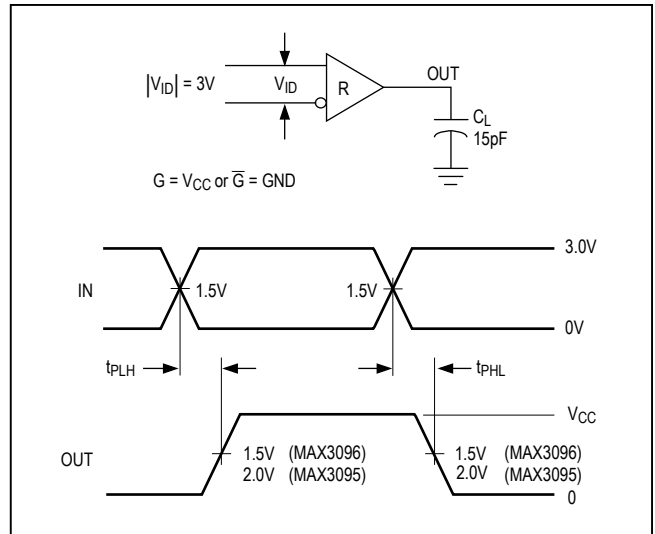 OUT
|V_ID| = 3V
V_ID
R
C_L
15pF
G = V_CC or G̅ = GND
3.0V
IN
1.5V
1.5V
0V
t_PLH
t_PHL
V_CC
OUT
1.5V (MAX3096)
2.0V (MAX3095)
1.5V (MAX3096)
2.0V (MAX3095)
0